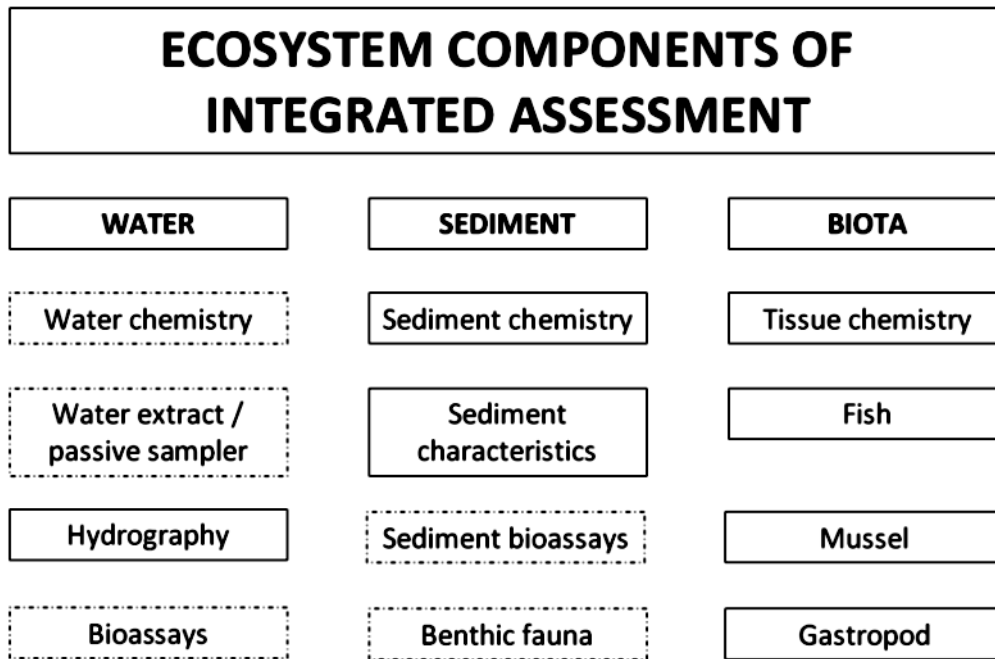 ECOSYSTEM COMPONENTS OF
INTEGRATED ASSESSMENT
WATER
SEDIMENT
BIOTA
Water chemistry
Sediment chemistry
Tissue chemistry
Water extract /
passive sampler
Sediment
characteristics
Fish
Hydrography
Sediment bioassays
Mussel
Bioassays
Benthic fauna
Gastropod